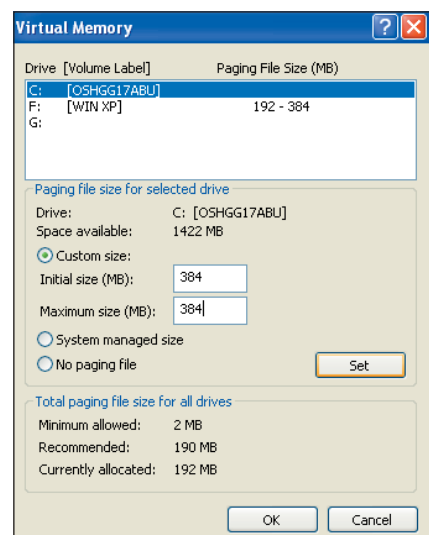 Virtual Memory
Drive [Volume Label] Paging File Size (MB)
C: [OSHGG17ABU]
F: [WIN XP] 192 - 384
G:
Paging file size for selected drive
Drive: C: [OSHGG17ABU]
Space available: 1422 MB
Custom size:
Initial size (MB): 384
Maximum size (MB): 384
System managed size
No paging file Set
Total paging file size for all drives
Minimum allowed: 2 MB
Recommended: 190 MB
Currently allocated: 192 MB
OK Cancel